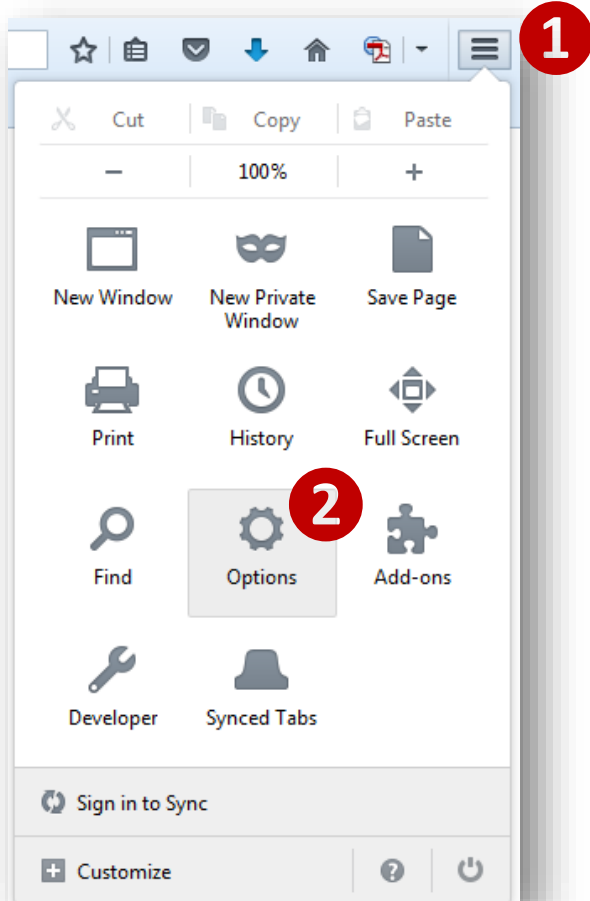 1
Cut Copy Paste
− 100% +
New Window New Private Save Page
Window
Print History Full Screen
2
Find Options Add-ons
Developer Synced Tabs
Sign in to Sync
Customize ?